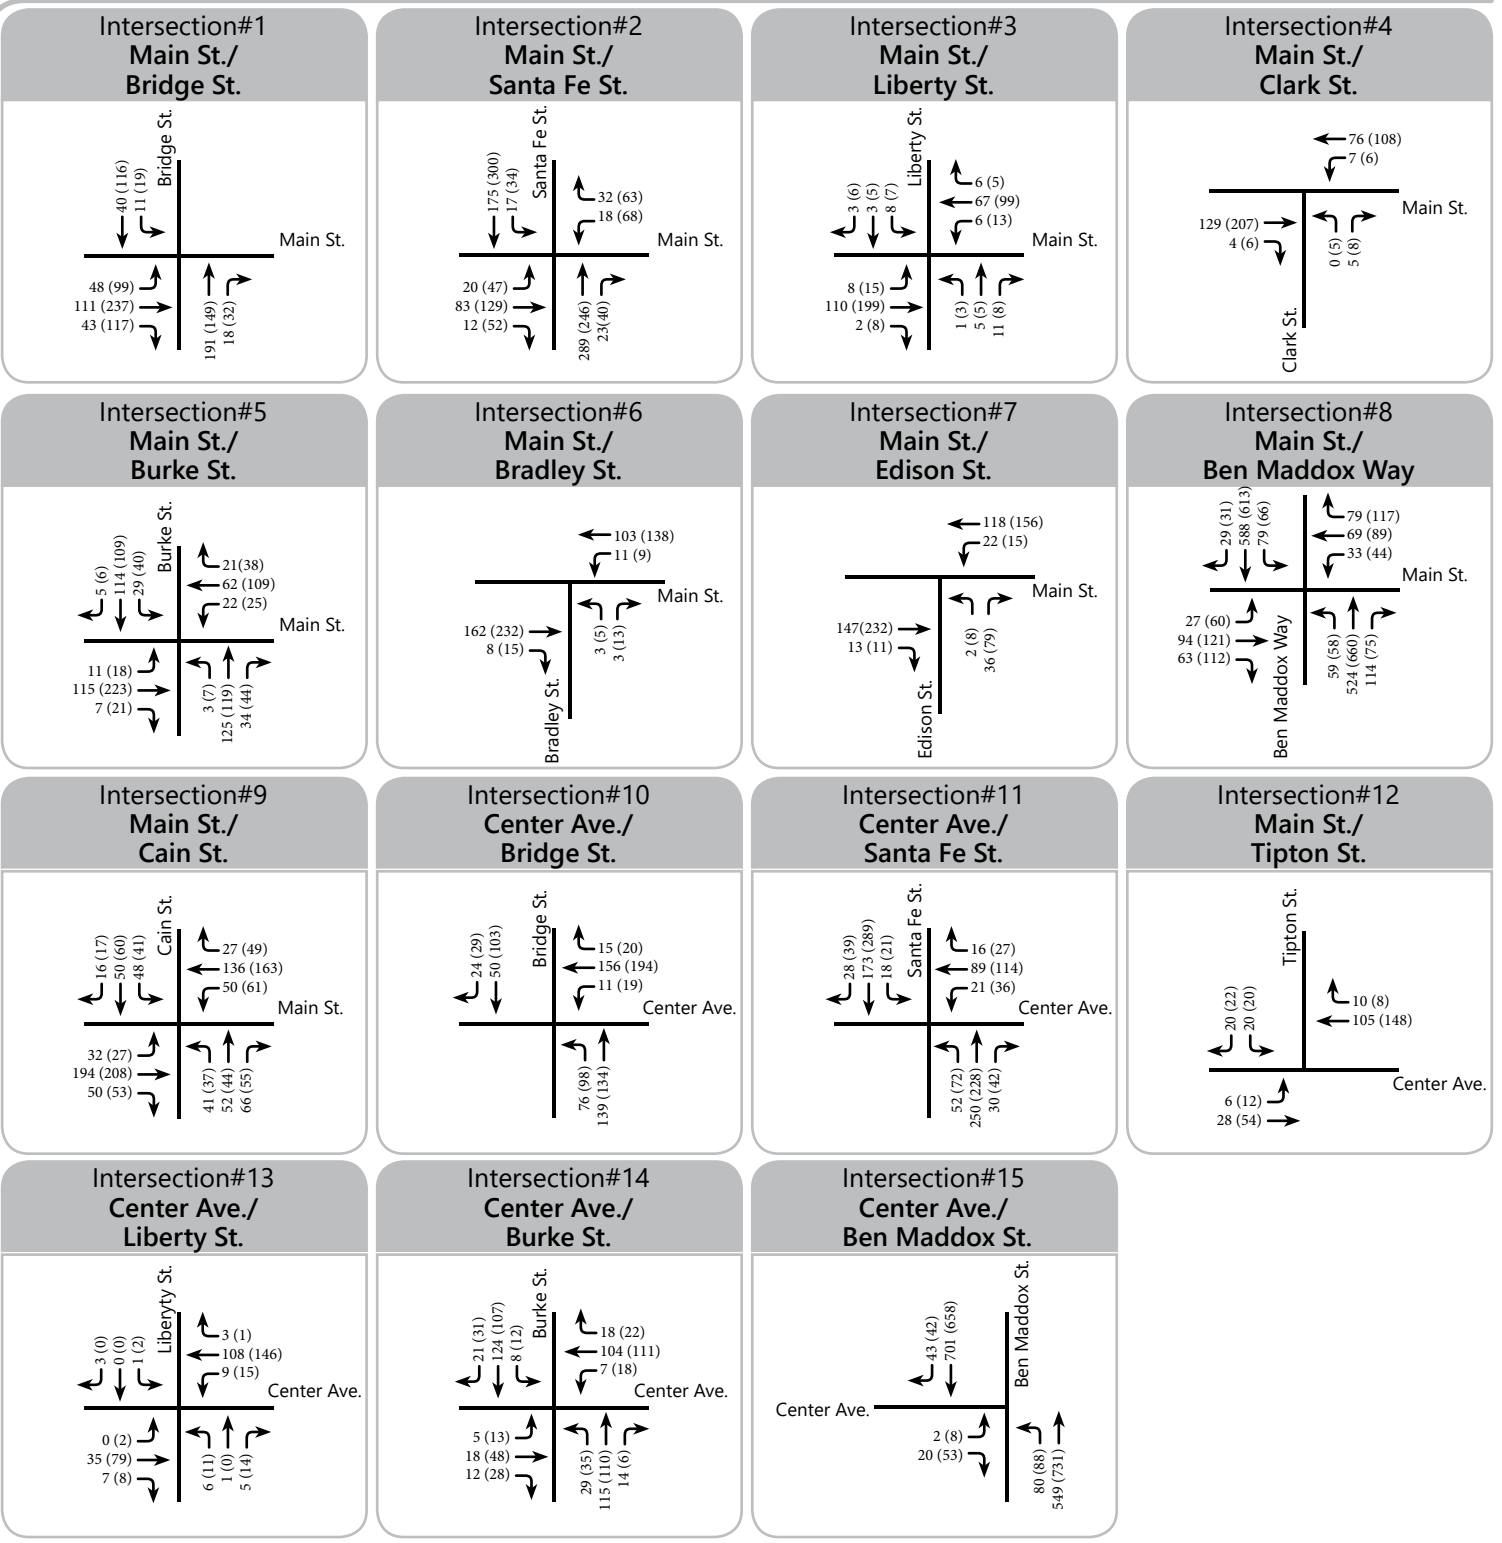 Intersection#1
Main St./
Bridge St.
Bridge St.
40 (116)
11 (19)
Main St.
48 (99)
111 (237)
43 (117)
191 (149)
18 (32)
Intersection#2
Main St./
Santa Fe St.
Santa Fe St.
175 (300)
17 (34)
32 (63)
18 (68)
Main St.
20 (47)
83 (129)
12 (52)
289 (246)
23(40)
Intersection#3
Main St./
Liberty St.
Liberty St.
3 (6)
3 (5)
8 (7)
6 (5)
67 (99)
6 (13)
Main St.
8 (15)
110 (199)
2 (8)
1 (3)
5 (5)
11 (8)
Intersection#4
Main St./
Clark St.
76 (108)
7 (6)
Main St.
129 (207)
4 (6)
0 (5)
5 (8)
Clark St.
Intersection#5
Main St./
Burke St.
Burke St.
5 (6)
114 (109)
29 (40)
21(38)
62 (109)
22 (25)
Main St.
11 (18)
115 (223)
7 (21)
3 (7)
125 (119)
34 (44)
Intersection#6
Main St./
Bradley St.
103 (138)
11 (9)
Main St.
162 (232)
8 (15)
3 (5)
3 (13)
Bradley St.
Intersection#7
Main St./
Edison St.
118 (156)
22 (15)
Main St.
147(232)
13 (11)
2 (8)
36 (79)
Edison St.
Intersection#8
Main St./
Ben Maddox Way
29 (31)
588 (613)
79 (66)
79 (117)
69 (89)
33 (44)
Main St.
27 (60)
94 (121)
63 (112)
Ben Maddox Way
59 (58)
524 (660)
114 (75)
Intersection#9
Main St./
Cain St.
Cain St.
16 (17)
50 (60)
48 (41)
27 (49)
136 (163)
50 (61)
Main St.
32 (27)
194 (208)
50 (53)
41 (37)
52 (44)
66 (55)
Intersection#10
Center Ave./
Bridge St.
Bridge St.
24 (29)
50 (103)
15 (20)
156 (194)
11 (19)
Center Ave.
76 (98)
139 (134)
Intersection#11
Center Ave./
Santa Fe St.
Santa Fe St.
28 (39)
173 (289)
18 (21)
16 (27)
89 (114)
21 (36)
Center Ave.
52 (72)
250 (228)
30 (42)
Intersection#12
Main St./
Tipton St.
Tipton St.
20 (22)
20 (20)
10 (8)
105 (148)
Center Ave.
6 (12)
28 (54)
Intersection#13
Center Ave./
Liberty St.
Liberyty St.
3 (0)
0 (0)
1 (2)
3 (1)
108 (146)
9 (15)
Center Ave.
0 (2)
35 (79)
7 (8)
6 (11)
1 (0)
5 (14)
Intersection#14
Center Ave./
Burke St.
Burke St.
21 (31)
124 (107)
8 (12)
18 (22)
104 (111)
7 (18)
Center Ave.
5 (13)
18 (48)
12 (28)
29 (35)
115 (110)
14 (6)
Intersection#15
Center Ave./
Ben Maddox St.
Ben Maddox St.
43 (42)
701 (658)
Center Ave.
2 (8)
20 (53)
80 (88)
549 (731)